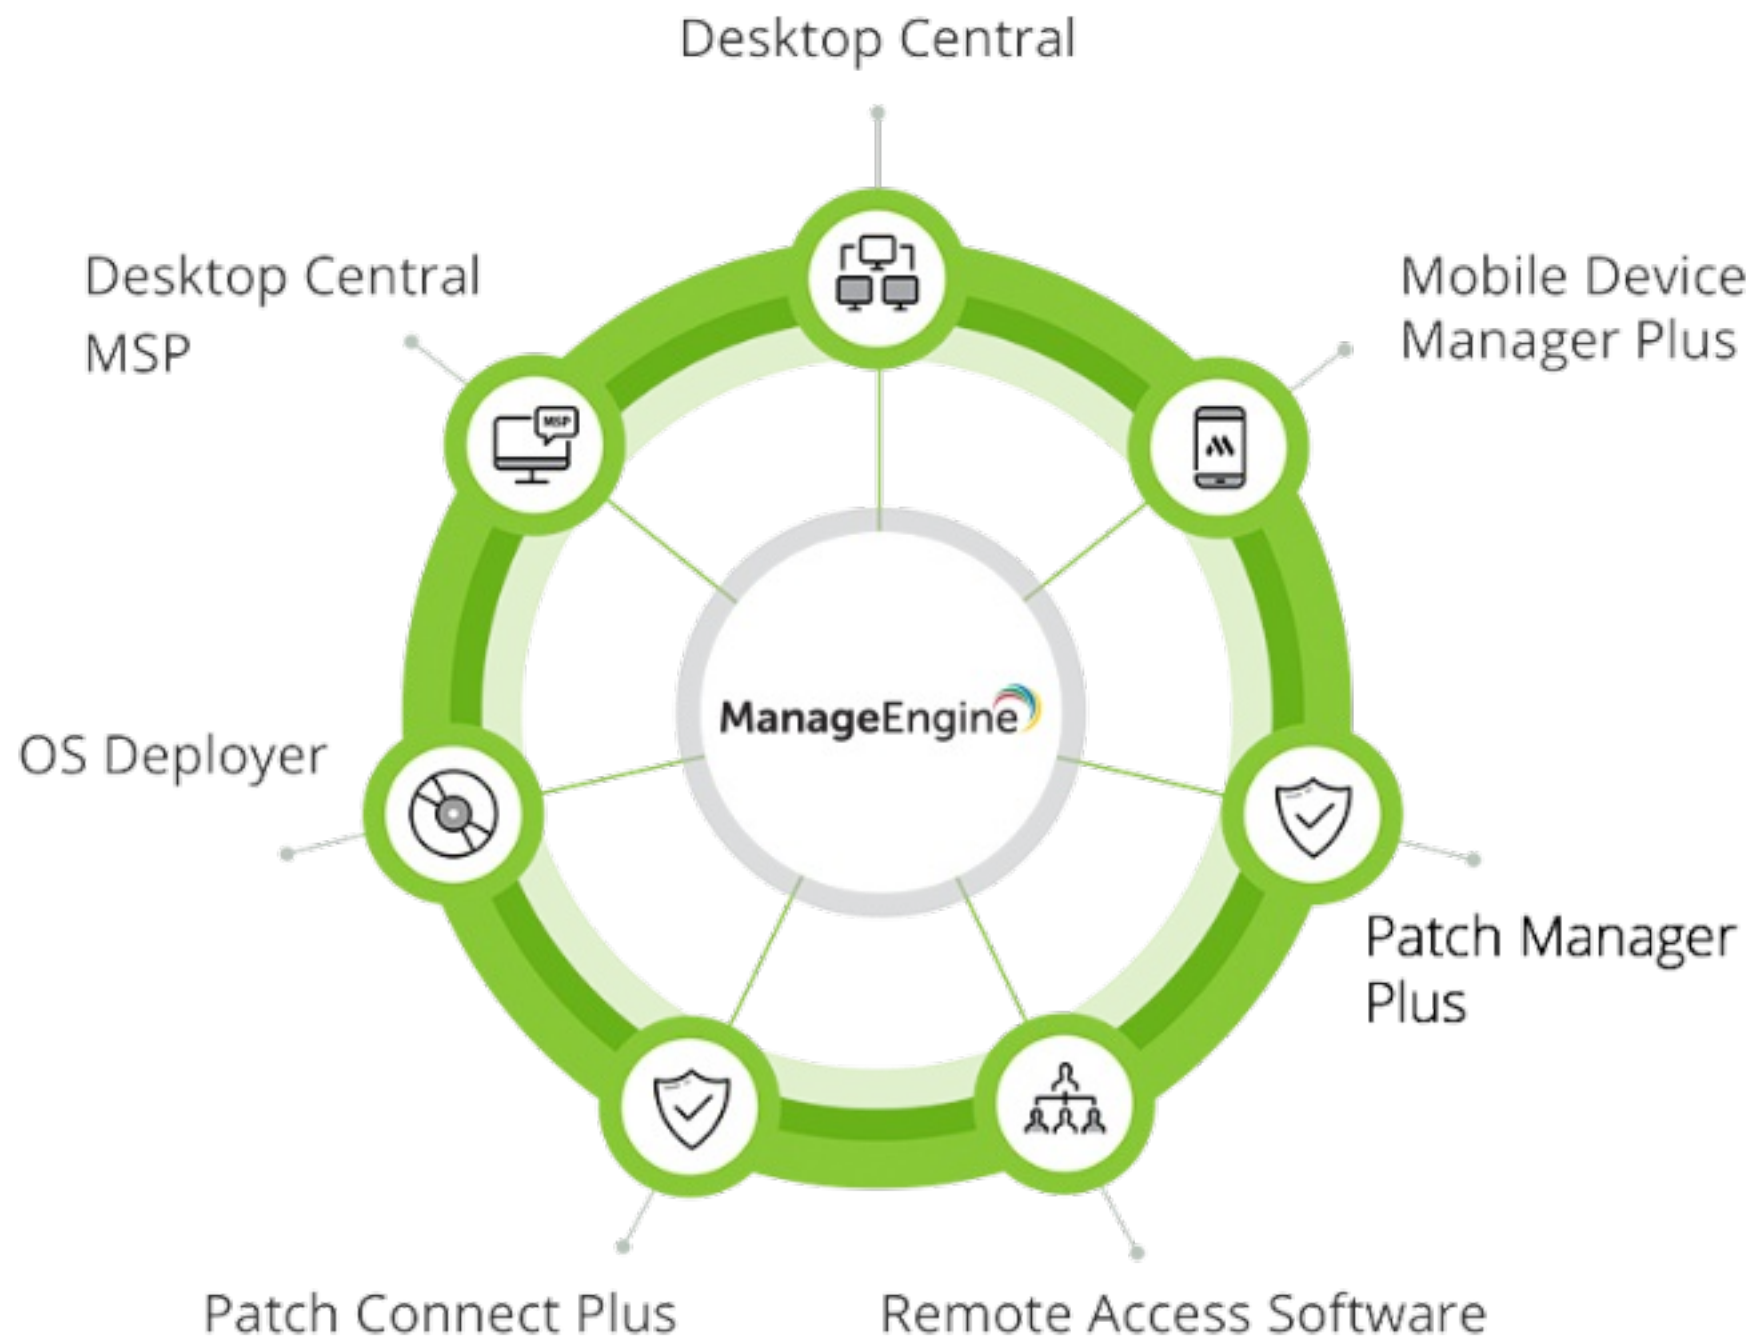 Desktop Central
Desktop Central
MSP
Mobile Device
Manager Plus
MSP
ManageEngine
OS Deployer
Patch Manager
Plus
Patch Connect Plus
Remote Access Software